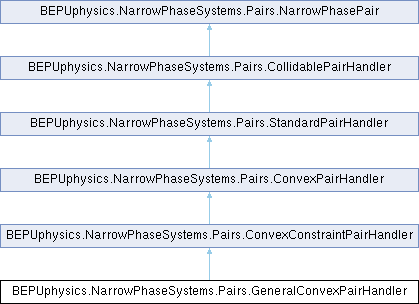 BEPUphysics.NarrowPhaseSystems.Pairs.NarrowPhasePair
BEPUphysics.NarrowPhaseSystems.Pairs.CollidablePairHandler
BEPUphysics.NarrowPhaseSystems.Pairs.StandardPairHandler
BEPUphysics.NarrowPhaseSystems.Pairs.ConvexPairHandler
BEPUphysics.NarrowPhaseSystems.Pairs.ConvexConstraintPairHandler
BEPUphysics.NarrowPhaseSystems.Pairs.GeneralConvexPairHandler